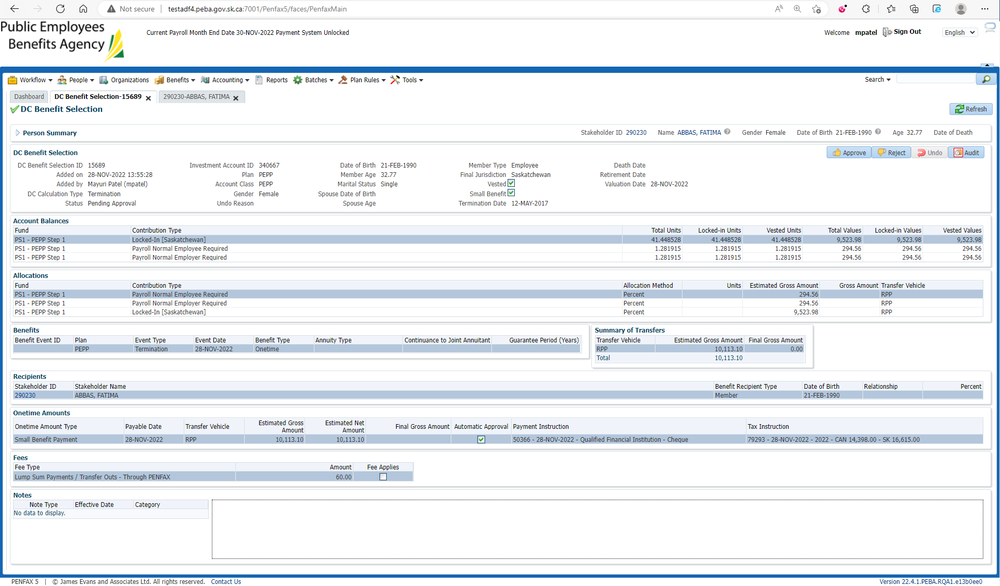 Not secure | testadf4.peba.gov.sk.ca:7001/Penfax5/faces/PenfaxMain
Public Employees
Benefits Agency
Current Payroll Month End Date 30-NOV-2022 Payment System Unlocked
Welcome mpatel Sign Out English
Workflow People Organizations Benefits Accounting Reports Batches Plan Rules Tools Search
Dashboard DC Benefit Selection-15689 290230-ABBAS, FATIMA
DC Benefit Selection Refresh
Person Summary Stakeholder ID 290230 Name ABBAS, FATIMA Gender Female Date of Birth 21-FEB-1990 Age 32.77 Date of Death
DC Benefit Selection Approve Reject Undo Audit
DC Benefit Selection ID 15689 Investment Account ID 340667 Date of Birth 21-FEB-1990 Member Type Employee Death Date
Added on 28-NOV-2022 13:55:28 Plan PEPP Member Age 32.77 Final Jurisdiction Saskatchewan Retirement Date
Added by Mayuri Patel (mpatel) Account Class PEPP Marital Status Single Vested Valuation Date 28-NOV-2022
DC Calculation Type Termination Gender Female Spouse Date of Birth Small Benefit
Status Pending Approval Undo Reason Spouse Age Termination Date 12-MAY-2017
Account Balances
Fund Contribution Type Total Units Locked-in Units Vested Units Total Values Locked-in Values Vested Values
PS1 - PEPP Step 1 Locked-In [Saskatchewan] 41.448528 41.448528 41.448528 9,523.98 9,523.98 9,523.98
PS1 - PEPP Step 1 Payroll Normal Employee Required 1.281915 1.281915 1.281915 294.56 294.56 294.56
PS1 - PEPP Step 1 Payroll Normal Employer Required 1.281915 1.281915 1.281915 294.56 294.56 294.56
Allocations
Fund Contribution Type Allocation Method Units Estimated Gross Amount Gross Amount Transfer Vehicle
PS1 - PEPP Step 1 Payroll Normal Employee Required Percent 294.56 RPP
PS1 - PEPP Step 1 Payroll Normal Employer Required Percent 294.56 RPP
PS1 - PEPP Step 1 Locked-In [Saskatchewan] Percent 9,523.98 RPP
Benefits
Benefit Event ID Plan Event Type Event Date Benefit Type Annuity Type Continuance to Joint Annuitant Guarantee Period (Years)
PEPP Termination 28-NOV-2022 Onetime
Summary of Transfers
Transfer Vehicle Estimated Gross Amount Final Gross Amount
RPP 10,113.10 0.00
Total 10,113.10
Recipients
Stakeholder ID Stakeholder Name Benefit Recipient Type Date of Birth Relationship Percent
290230 ABBAS, FATIMA Member 21-FEB-1990
Onetime Amounts
Onetime Amount Type Payable Date Transfer Vehicle Estimated Gross Amount Estimated Net Amount Final Gross Amount Automatic Approval Payment Instruction Tax Instruction
Small Benefit Payment 28-NOV-2022 RPP 10,113.10 10,113.10 50366 - 28-NOV-2022 - Qualified Financial Institution - Cheque 79293 - 28-NOV-2022 - 2022 - CAN 14,398.00 - SK 16,615.00
Fees
Fee Type Amount Fee Applies
Lump Sum Payments / Transfer Outs - Through PENFAX 60.00
Notes
Note Type Effective Date Category
No data to display.
PENFAX 5 | © James Evans and Associates Ltd. All rights reserved. Contact Us Version 22.4.1.PEBA.RQA1.e13b0ee0